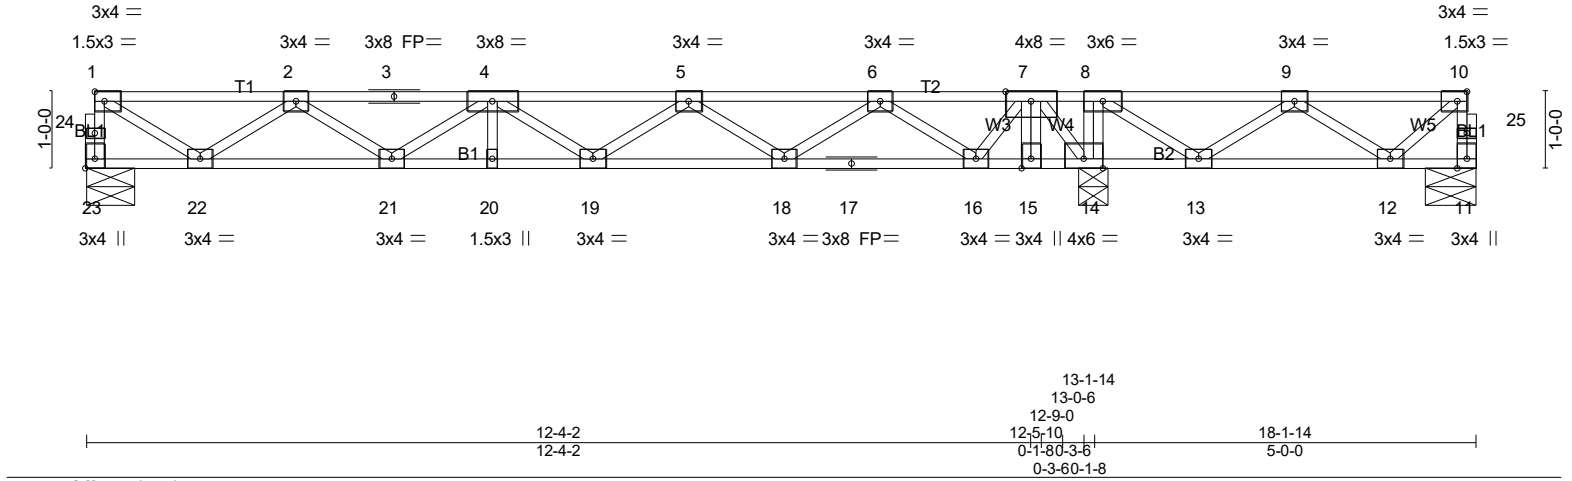 3x4 = 3x4 =
1.5x3 = 3x4 = 3x8 FP= 3x8 = 3x4 = 3x4 = 4x8 = 3x6 = 3x4 = 1.5x3 =
1 2 3 4 5 6 7 8 9 10
T1 T2
24 BL1 W3 W4 W5 BL1 25
1-0-0 1-0-0
B1 B2
23 22 21 20 19 18 17 16 15 14 13 12 11
3x4 || 3x4 = 3x4 = 1.5x3 || 3x4 = 3x4 = 3x8 FP= 3x4 = 3x4 || 4x6 = 3x4 = 3x4 = 3x4 ||
13-1-14
13-0-6
12-9-0
12-4-2 12-5-10 18-1-14
12-4-2 0-1-8 0-3-6 5-0-0
0-3-6 0-1-8